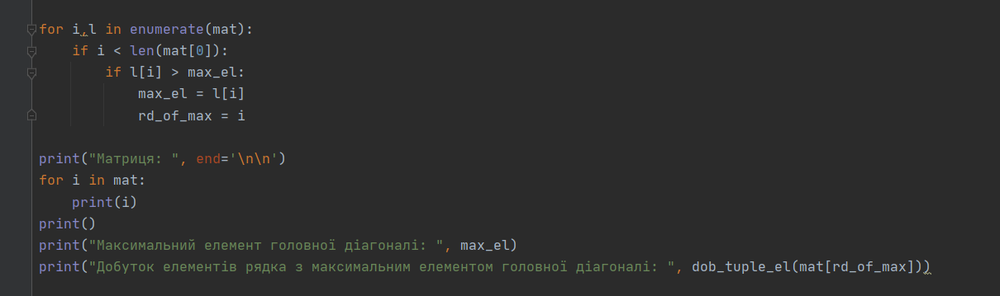 for i,l in enumerate(mat):
    if i < len(mat[0]):
        if l[i] > max_el:
            max_el = l[i]
            rd_of_max = i
print("Матриця: ", end='\n\n')
for i in mat:
    print(i)
print()
print("Максимальний елемент головної діагоналі: ", max_el)
print("Добуток елементів рядка з максимальним елементом головної діагоналі: ", dob_tuple_el(mat[rd_of_max]))